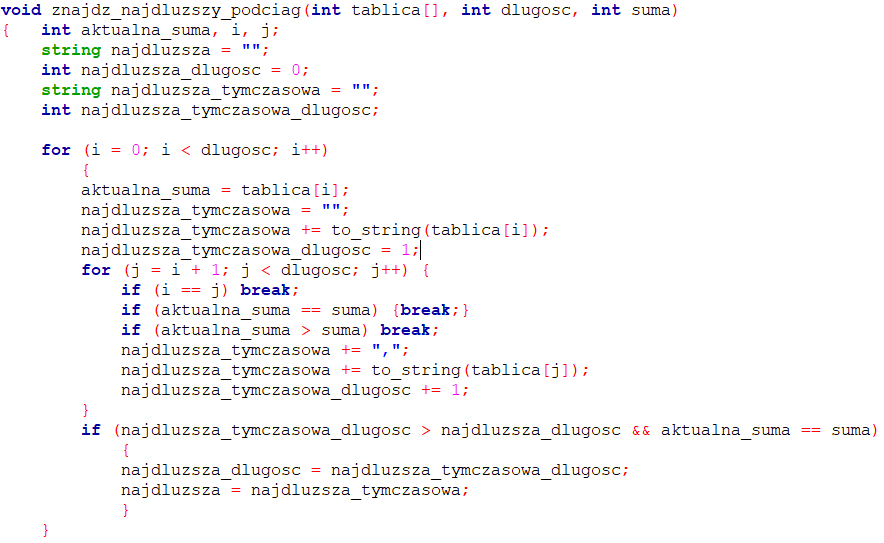 void znajdz_najdluzszy_podciag(int tablica[], int dlugosc, int suma)
{   int aktualna_suma, i, j;
    string najdluzsza = "";
    int najdluzsza_dlugosc = 0;
    string najdluzsza_tymczasowa = "";
    int najdluzsza_tymczasowa_dlugosc;

    for (i = 0; i < dlugosc; i++)
        {
        aktualna_suma = tablica[i];
        najdluzsza_tymczasowa = "";
        najdluzsza_tymczasowa += to_string(tablica[i]);
        najdluzsza_tymczasowa_dlugosc = 1;
        for (j = i + 1; j < dlugosc; j++) {
            if (i == j) break;
            if (aktualna_suma == suma) {break;}
            if (aktualna_suma > suma) break;
            najdluzsza_tymczasowa += ",";
            najdluzsza_tymczasowa += to_string(tablica[j]);
            najdluzsza_tymczasowa_dlugosc += 1;
        }
        if (najdluzsza_tymczasowa_dlugosc > najdluzsza_dlugosc && aktualna_suma == suma)
            {
            najdluzsza_dlugosc = najdluzsza_tymczasowa_dlugosc;
            najdluzsza = najdluzsza_tymczasowa;
            }
    }